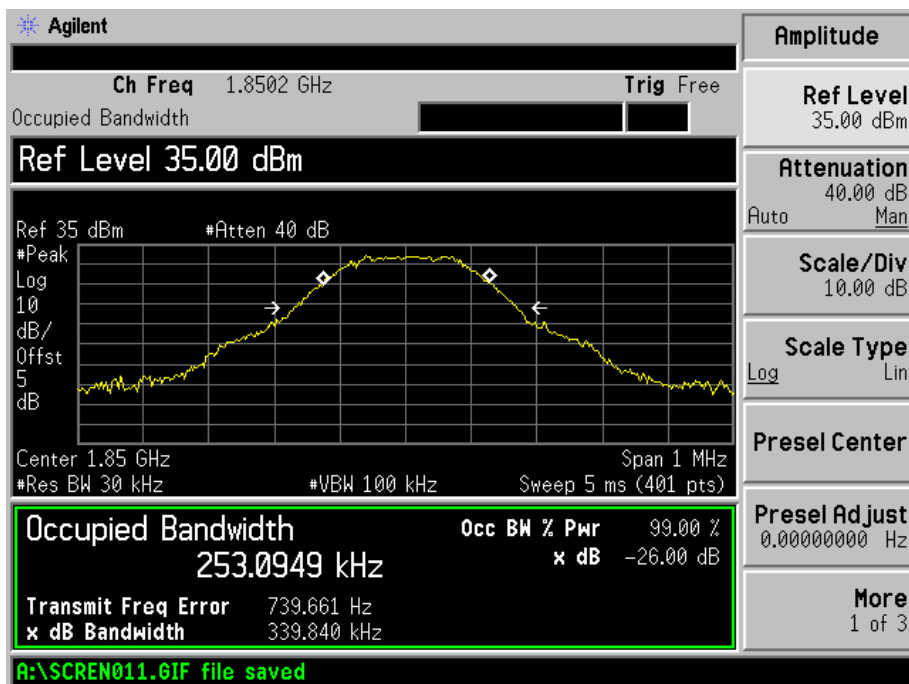 Agilent
Ch Freq 1.8502 GHz Trig Free
Occupied Bandwidth
Ref Level 35.00 dBm
Ref 35 dBm #Atten 40 dB
#Peak
Log
10
dB/
Offst
5
dB
Center 1.85 GHz Span 1 MHz
#Res BW 30 kHz #VBW 100 kHz Sweep 5 ms (401 pts)
Occupied Bandwidth Occ BW % Pwr 99.00 %
253.0949 kHz x dB -26.00 dB
Transmit Freq Error 739.661 Hz
x dB Bandwidth 339.840 kHz
A:\SCREN011.GIF file saved
Amplitude
Ref Level
35.00 dBm
Attenuation
40.00 dB
Auto Man
Scale/Div
10.00 dB
Scale Type
Log Lin
Presel Center
Presel Adjust
0.00000000 Hz
More
1 of 3